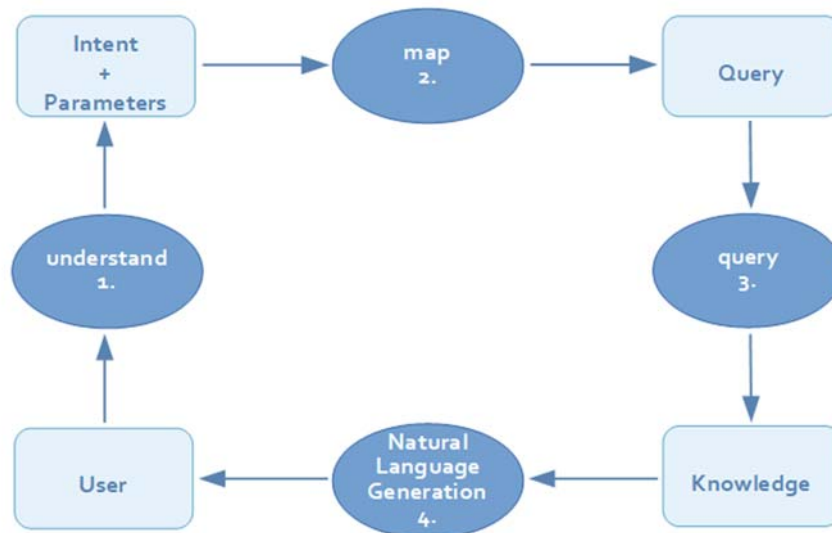 Intent
+
Parameters
map
2.
Query
understand
1.
query
3.
User
Natural
Language
Generation
4.
Knowledge